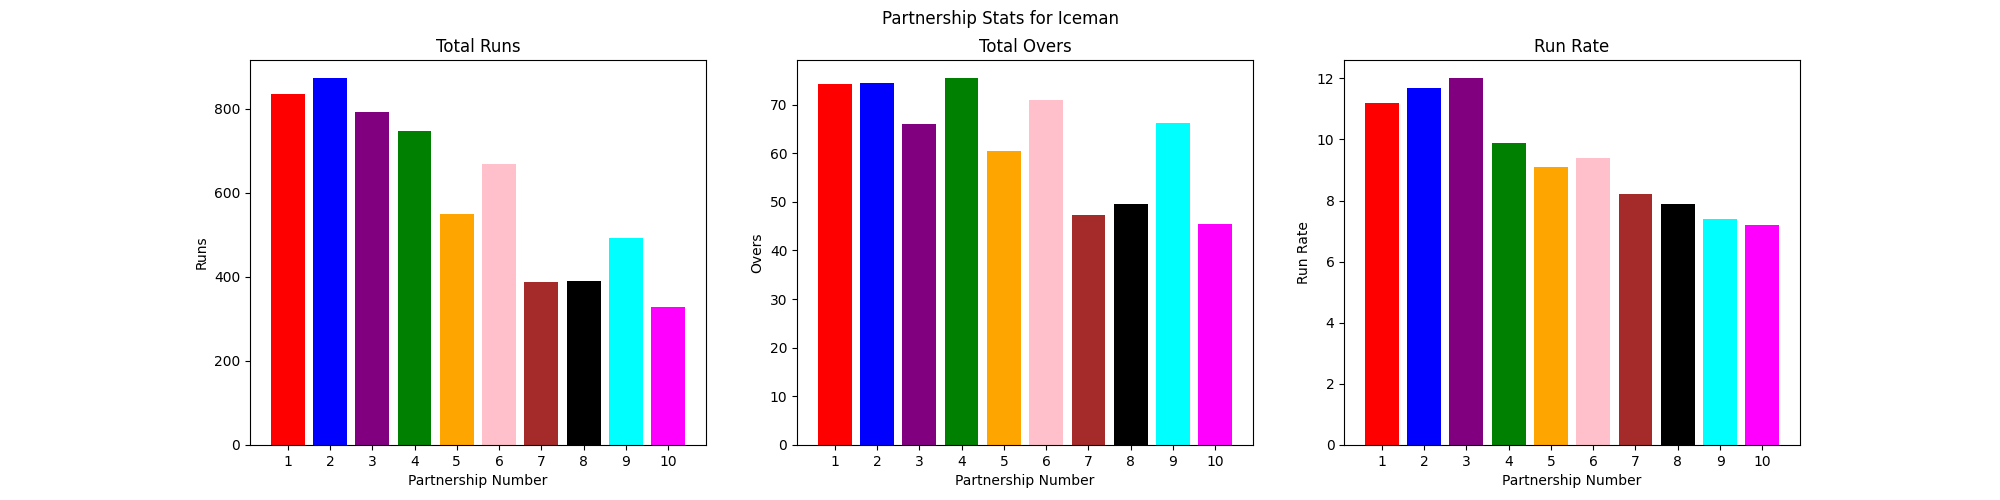 Partnership Stats for Iceman
Total Runs
Runs
800
600
400
200
0
1 2 3 4 5 6 7 8 9 10
Partnership Number
Total Overs
Overs
70
60
50
40
30
20
10
0
1 2 3 4 5 6 7 8 9 10
Partnership Number
Run Rate
Run Rate
12
10
8
6
4
2
0
1 2 3 4 5 6 7 8 9 10
Partnership Number